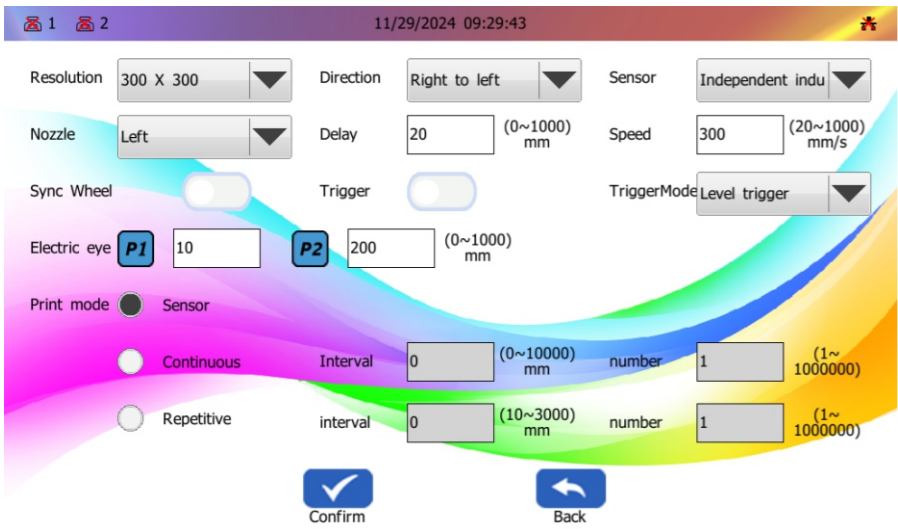 1 2 11/29/2024 09:29:43
Resolution 300 X 300 Direction Right to left Sensor Independent indu
Nozzle Left Delay 20 (0~1000) mm Speed 300 (20~1000) mm/s
Sync Wheel Trigger TriggerMode Level trigger
Electric eye P1 10 P2 200 (0~1000) mm
Print mode Sensor
Continuous Interval 0 (0~10000) mm number 1 (1~ 1000000)
Repetitive interval 0 (10~3000) mm number 1 (1~ 1000000)
Confirm Back